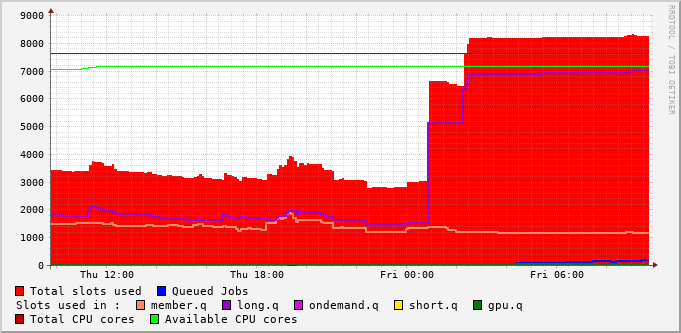 9000
8000
7000
6000
5000
4000
3000
2000
1000
0
Thu 12:00 Thu 18:00 Fri 00:00 Fri 06:00
RRDTOOL / TOBI OETIKER
Total slots used Queued Jobs
Slots used in : member.q long.q ondemand.q short.q gpu.q
Total CPU cores Available CPU cores